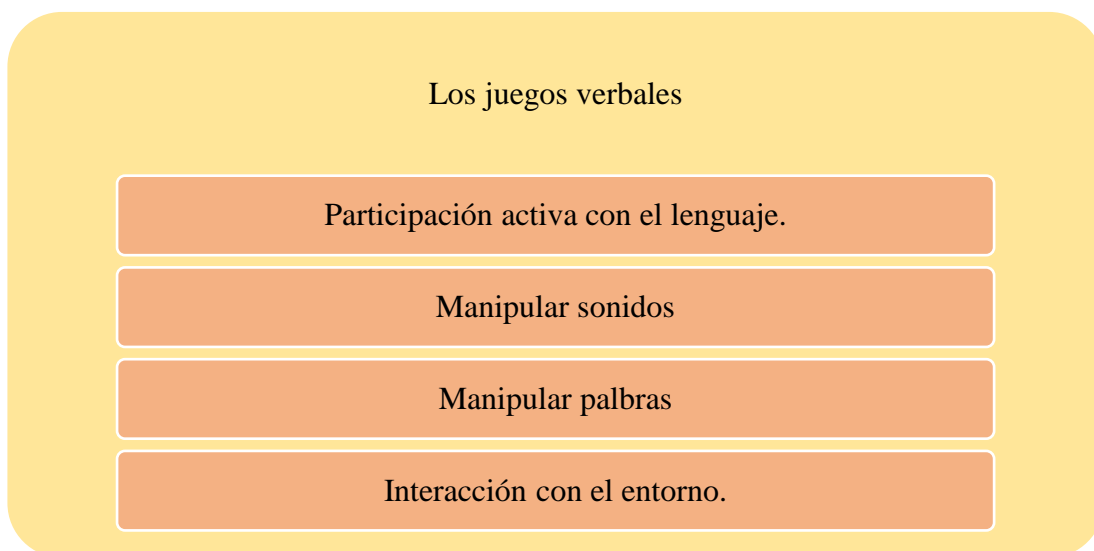 Los juegos verbales
Participación activa con el lenguaje.
Manipular sonidos
Manipular palbras
Interacción con el entorno.